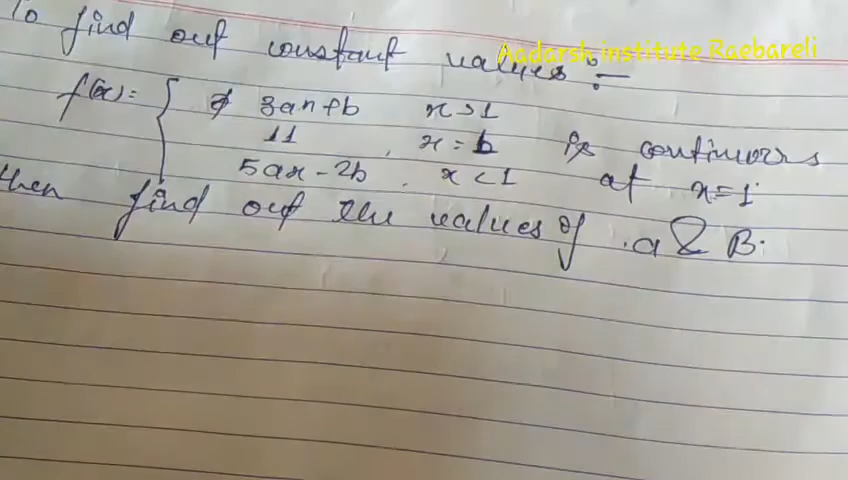 To find out constant values :-
Aadarsh institute Raebareli
f(x) = { 3ax+b x>1
11 , x = 1 is continuous
5ax - 2b , x<1 at x=1
then find out the values of a & B.